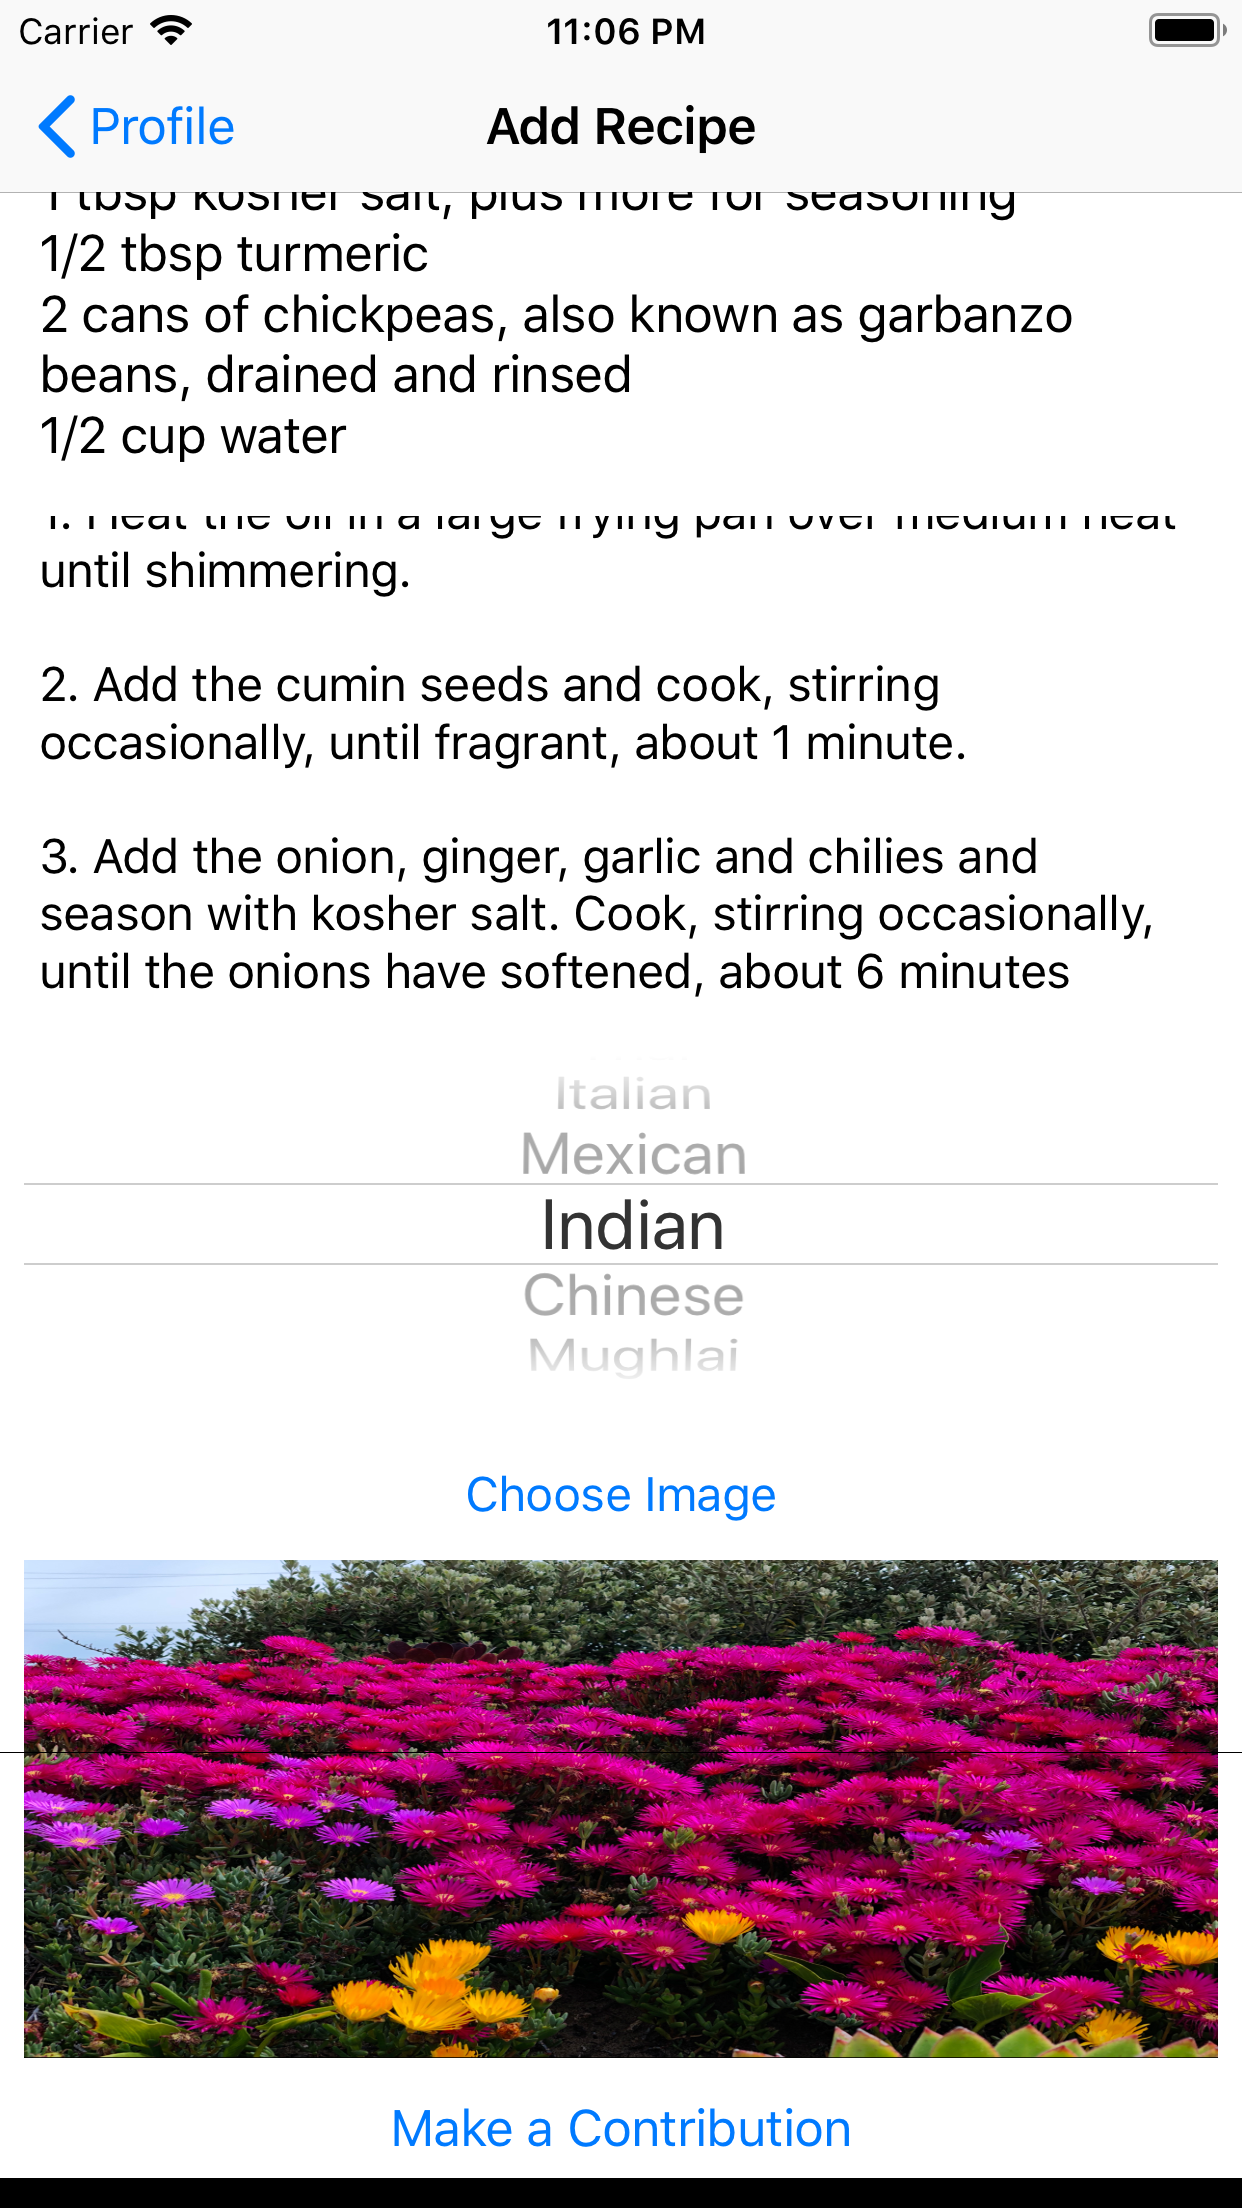 Carrier
11:06 PM
Profile
Add Recipe
1 tbsp kosher salt, plus more for seasoning
1/2 tbsp turmeric
2 cans of chickpeas, also known as garbanzo
beans, drained and rinsed
1/2 cup water
1. Heat the oil in a large frying pan over medium heat
until shimmering.
2. Add the cumin seeds and cook, stirring
occasionally, until fragrant, about 1 minute.
3. Add the onion, ginger, garlic and chilies and
season with kosher salt. Cook, stirring occasionally,
until the onions have softened, about 6 minutes
Italian
Mexican
Indian
Chinese
Mughlai
Choose Image
Make a Contribution